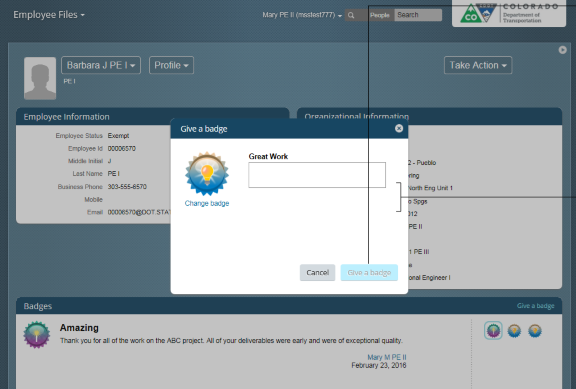 Employee Files
Mary PE II (msstest777)
People
Search
COLORADO
Department of
Transportation
CO
Barbara J PE I
Profile
Take Action
PE I
Employee Information
Organizational Information
Employee Status Exempt
Employee Id 00006570
Middle Initial J
Last Name PE I
Business Phone 303-555-6570
Mobile
Email 00006570@DOT STAT
2 - Pueblo
ring
North Eng Unit 1
o Spgs
012
PE II
1 PE III
e
onal Engineer I
Give a badge
Great Work
Change badge
Cancel
Give a badge
Badges
Give a badge
Amazing
Thank you for all of the work on the ABC project. All of your deliverables were early and were of exceptional quality.
Mary M PE II
February 23, 2016